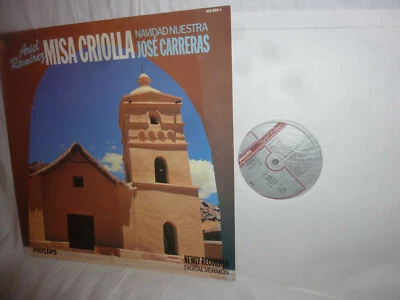 Ariel
Ramírez
MISA CRIOLLA
NAVIDAD NUESTRA
JOSÉ CARRERAS
PHILIPS
NEWLY RECORDED
DIGITAL VERSION